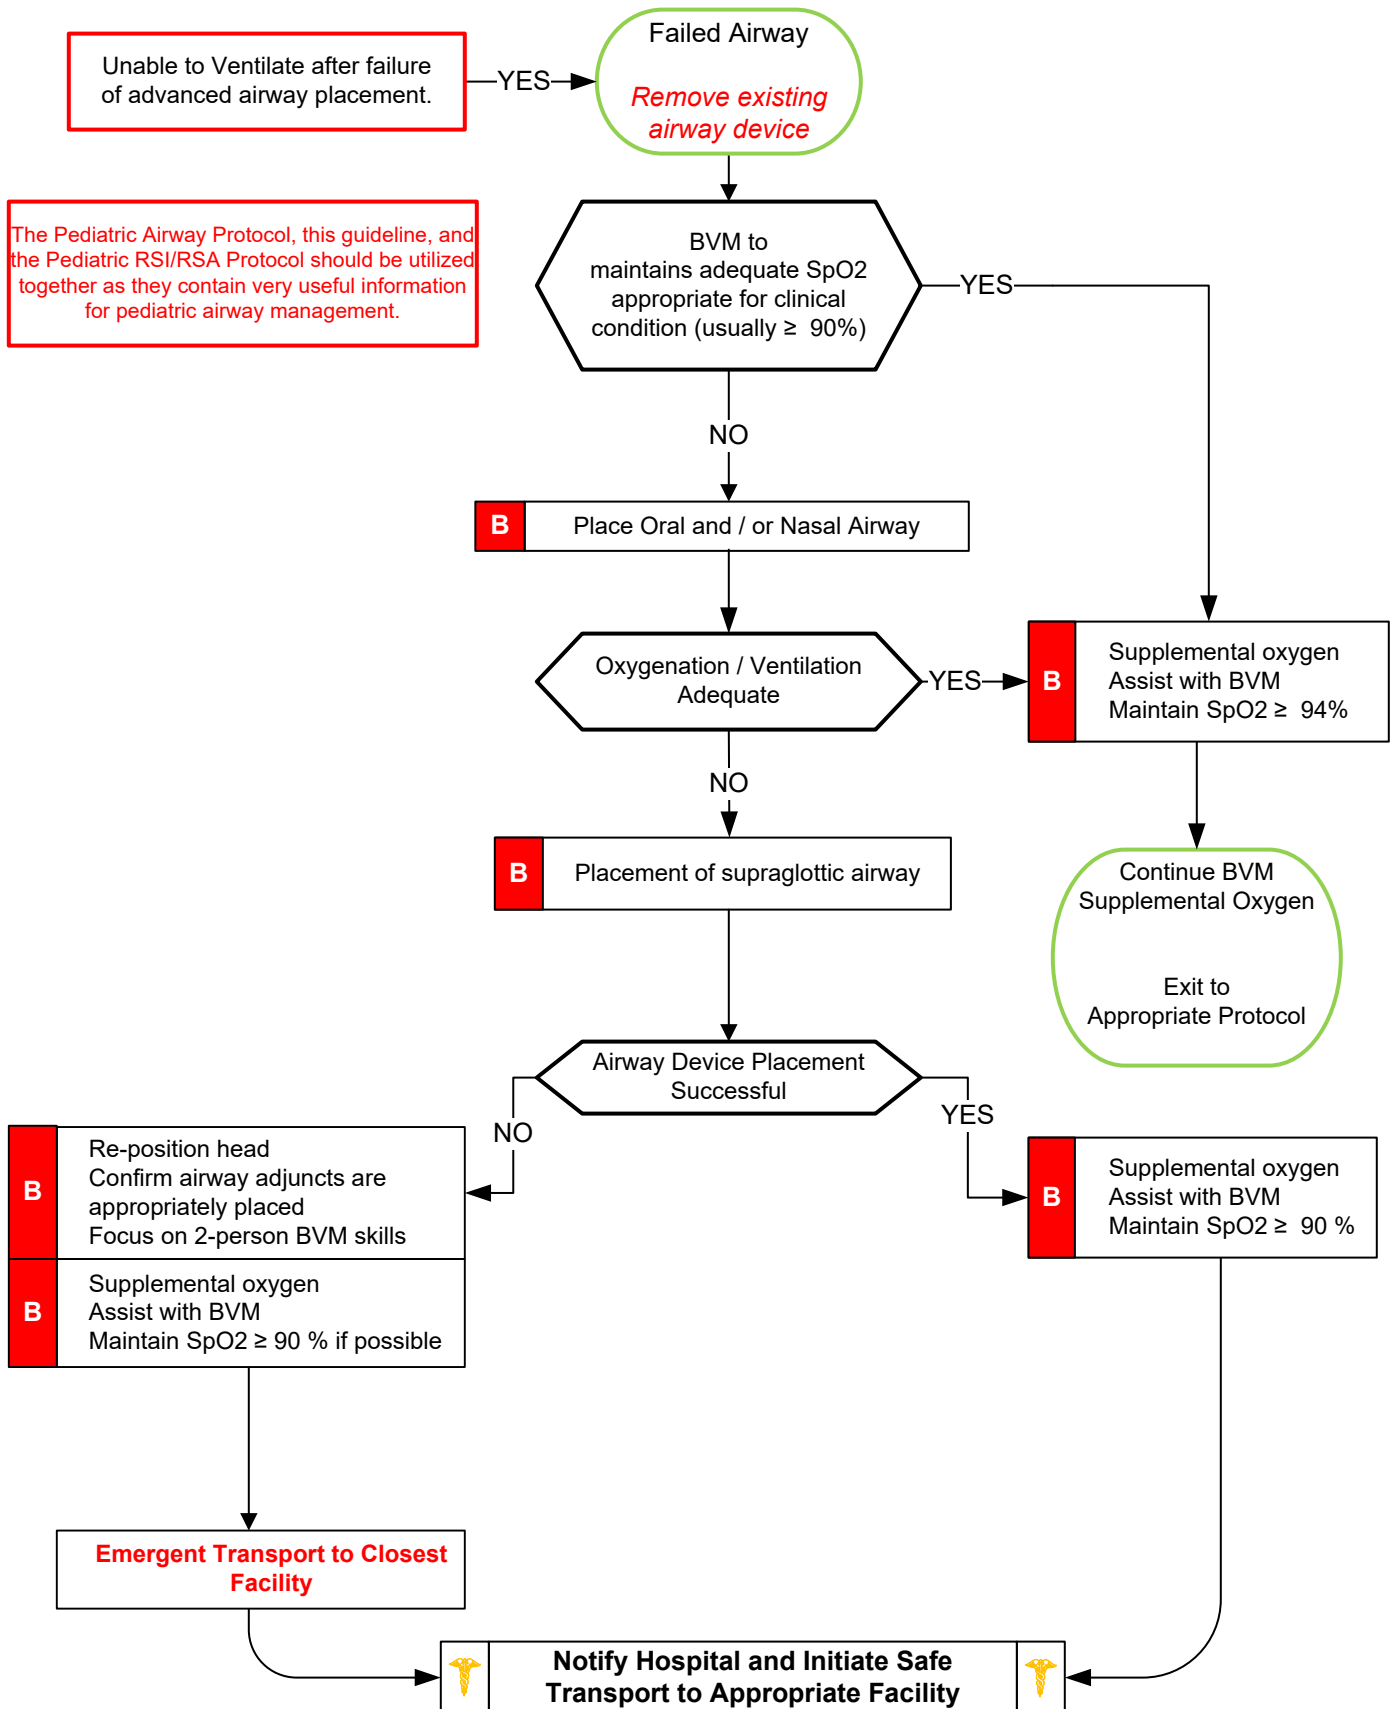 Unable to Ventilate after failure
of advanced airway placement.
YES
Failed Airway
Remove existing
airway device
The Pediatric Airway Protocol, this guideline, and
the Pediatric RSI/RSA Protocol should be utilized
together as they contain very useful information
for pediatric airway management.
BVM to
maintains adequate SpO2
appropriate for clinical
condition (usually ≥ 90%)
YES
NO
B
Place Oral and / or Nasal Airway
Oxygenation / Ventilation
Adequate
YES
B
Supplemental oxygen
Assist with BVM
Maintain SpO2 ≥ 94%
NO
B
Placement of supraglottic airway
Continue BVM
Supplemental Oxygen
Exit to
Appropriate Protocol
Airway Device Placement
Successful
NO
YES
B
Re-position head
Confirm airway adjuncts are
appropriately placed
Focus on 2-person BVM skills
B
Supplemental oxygen
Assist with BVM
Maintain SpO2 ≥ 90 %
B
Supplemental oxygen
Assist with BVM
Maintain SpO2 ≥ 90 % if possible
Emergent Transport to Closest
Facility
Notify Hospital and Initiate Safe
Transport to Appropriate Facility